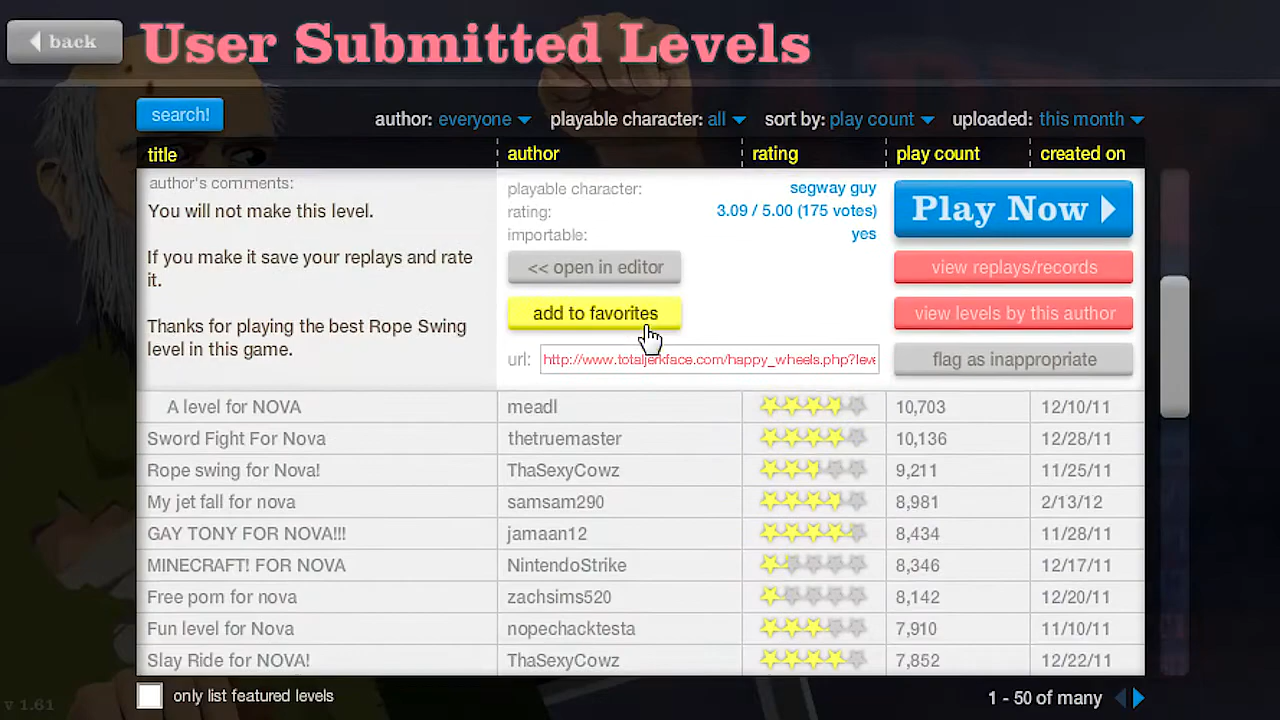 back
User Submitted Levels
search!
author: everyone
playable character: all
sort by: play count
uploaded: this month
title
author
rating
play count
created on
author's comments:
You will not make this level.
If you make it save your replays and rate
it.
Thanks for playing the best Rope Swing
level in this game.
playable character: segway guy
rating: 3.09 / 5.00 (175 votes)
importable: yes
<< open in editor
add to favorites
url: http://www.totaljerkface.com/happy_wheels.php?leve
Play Now
view replays/records
view levels by this author
flag as inappropriate
A level for NOVA meadl 10,703 12/10/11
Sword Fight For Nova thetruemaster 10,136 12/28/11
Rope swing for Nova! ThaSexyCowz 9,211 11/25/11
My jet fall for nova samsam290 8,981 2/13/12
GAY TONY FOR NOVA!!! jamaan12 8,434 11/28/11
MINECRAFT! FOR NOVA NintendoStrike 8,346 12/17/11
Free porn for nova zachsims520 8,142 12/20/11
Fun level for Nova nopechacktesta 7,910 11/10/11
Slay Ride for NOVA! ThaSexyCowz 7,852 12/22/11
only list featured levels
1 - 50 of many
v 1.61